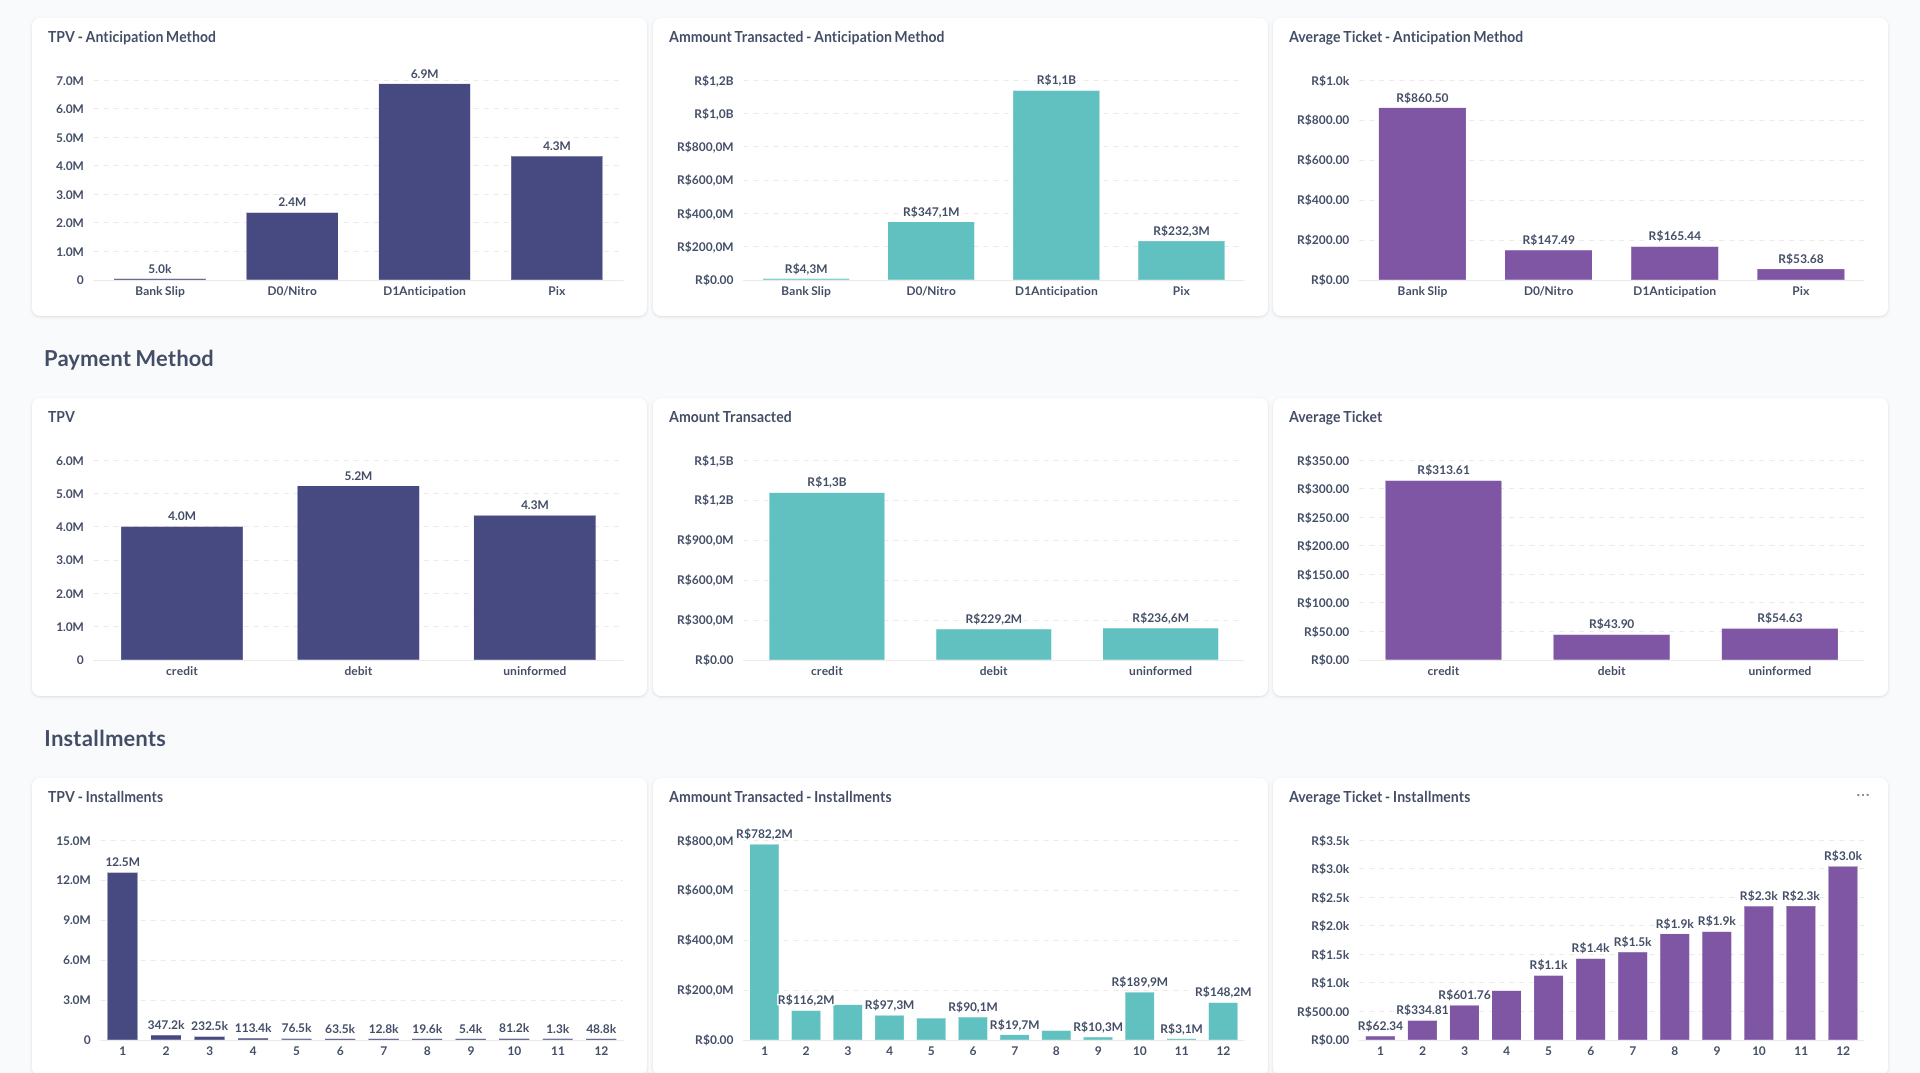 TPV - Anticipation Method
7.0M
6.0M
5.0M
4.0M
3.0M
2.0M
1.0M
0
5.0k
2.4M
6.9M
4.3M
Bank Slip D0/Nitro D1Anticipation Pix
Ammount Transacted - Anticipation Method
R$1,2B
R$1,0B
R$800,0M
R$600,0M
R$400,0M
R$200,0M
R$0.00
R$4,3M
R$347,1M
R$1,1B
R$232,3M
Bank Slip D0/Nitro D1Anticipation Pix
Average Ticket - Anticipation Method
R$1.0k
R$800.00
R$600.00
R$400.00
R$200.00
R$0.00
R$860.50
R$147.49
R$165.44
R$53.68
Bank Slip D0/Nitro D1Anticipation Pix
Payment Method
TPV
6.0M
5.0M
4.0M
3.0M
2.0M
1.0M
0
4.0M
5.2M
4.3M
credit debit uninformed
Amount Transacted
R$1,5B
R$1,2B
R$900,0M
R$600,0M
R$300,0M
R$0.00
R$1,3B
R$229,2M
R$236,6M
credit debit uninformed
Average Ticket
R$350.00
R$300.00
R$250.00
R$200.00
R$150.00
R$100.00
R$50.00
R$0.00
R$313.61
R$43.90
R$54.63
credit debit uninformed
Installments
TPV - Installments
15.0M
12.0M
9.0M
6.0M
3.0M
0
12.5M
347.2k 232.5k 113.4k 76.5k 63.5k 12.8k 19.6k 5.4k 81.2k 1.3k 48.8k
1 2 3 4 5 6 7 8 9 10 11 12
Ammount Transacted - Installments
R$800,0M
R$600,0M
R$400,0M
R$200,0M
R$0.00
R$782,2M
R$116,2M
R$97,3M
R$90,1M
R$19,7M
R$10,3M
R$189,9M
R$3,1M
R$148,2M
1 2 3 4 5 6 7 8 9 10 11 12
Average Ticket - Installments
...
R$3.5k
R$3.0k
R$2.5k
R$2.0k
R$1.5k
R$1.0k
R$500.00
R$0.00
R$62.34
R$334.81
R$601.76
R$1.1k
R$1.4k
R$1.5k
R$1.9k
R$1.9k
R$2.3k
R$2.3k
R$3.0k
1 2 3 4 5 6 7 8 9 10 11 12